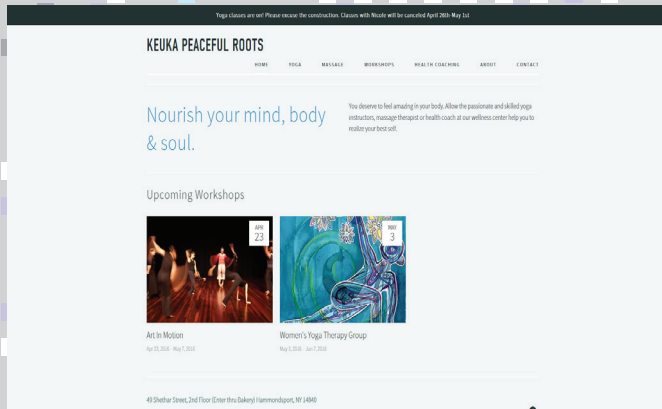 Yoga classes are on! Please excuse the construction. Classes with Nicole will be canceled April 26th-May 1st
KEUKA PEACEFUL ROOTS
HOME YOGA MASSAGE WORKSHOPS HEALTH COACHING ABOUT CONTACT
Nourish your mind, body
& soul.
You deserve to feel amazing in your body. Allow the passionate and skilled yoga
instructors, massage therapist or health coach at our wellness center help you to
realize your best self.
Upcoming Workshops
APR
23
MAY
3
Art In Motion
Apr 23, 2016 - May 7, 2016
Women's Yoga Therapy Group
May 3, 2016 - Jun 7, 2016
49 Shethar Street, 2nd Floor (Enter thru Bakery) Hammondsport, NY 14840